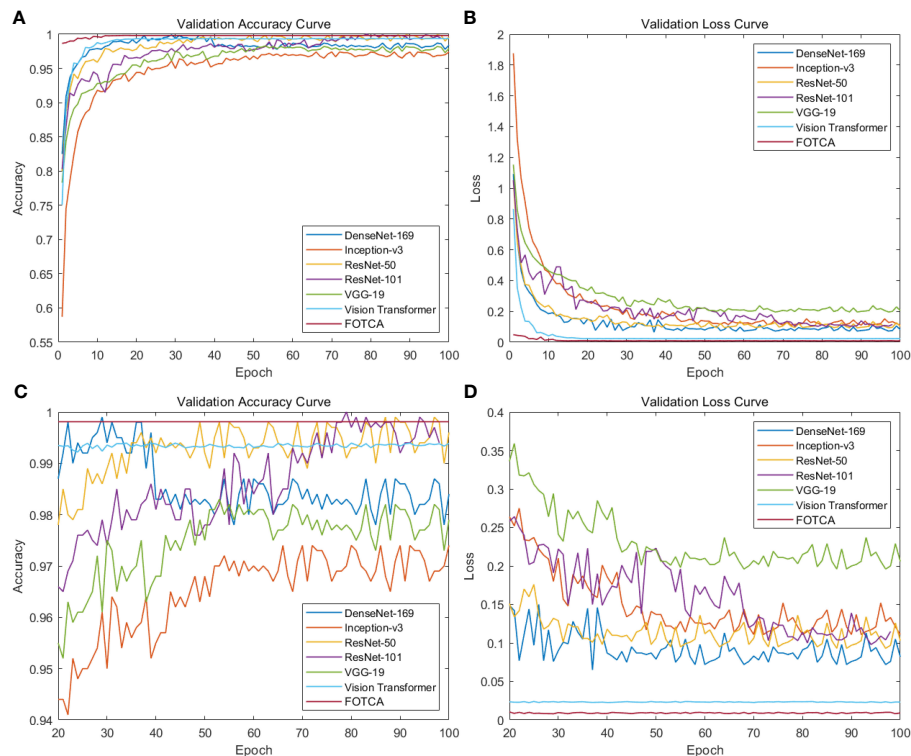 A
Validation Accuracy Curve
1
0.95
0.9
0.85
0.8
0.75
0.7
0.65
0.6
0.55
Accuracy
0 10 20 30 40 50 60 70 80 90 100
Epoch
DenseNet-169
Inception-v3
ResNet-50
ResNet-101
VGG-19
Vision Transformer
FOTCA
B
Validation Loss Curve
2
1.8
1.6
1.4
1.2
1
0.8
0.6
0.4
0.2
0
Loss
0 10 20 30 40 50 60 70 80 90 100
Epoch
DenseNet-169
Inception-v3
ResNet-50
ResNet-101
VGG-19
Vision Transformer
FOTCA
C
Validation Accuracy Curve
1
0.99
0.98
0.97
0.96
0.95
0.94
Accuracy
20 30 40 50 60 70 80 90 100
Epoch
DenseNet-169
Inception-v3
ResNet-50
ResNet-101
VGG-19
Vision Transformer
FOTCA
D
Validation Loss Curve
0.4
0.35
0.3
0.25
0.2
0.15
0.1
0.05
0
Loss
20 30 40 50 60 70 80 90 100
Epoch
DenseNet-169
Inception-v3
ResNet-50
ResNet-101
VGG-19
Vision Transformer
FOTCA